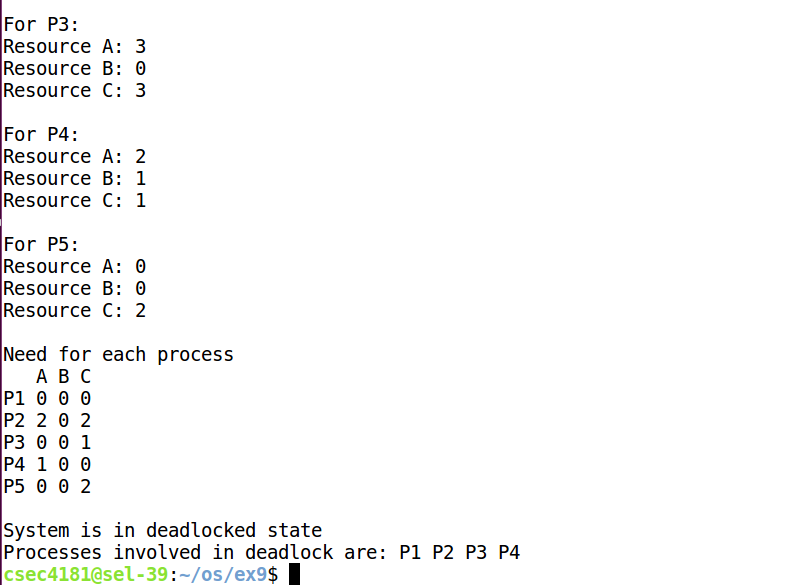 For P3:
Resource A: 3
Resource B: 0
Resource C: 3
For P4:
Resource A: 2
Resource B: 1
Resource C: 1
For P5:
Resource A: 0
Resource B: 0
Resource C: 2
Need for each process
A B C
P1 0 0 0
P2 2 0 2
P3 0 0 1
P4 1 0 0
P5 0 0 2
System is in deadlocked state
Processes involved in deadlock are: P1 P2 P3 P4
csec4181@sel-39:~/os/ex9$